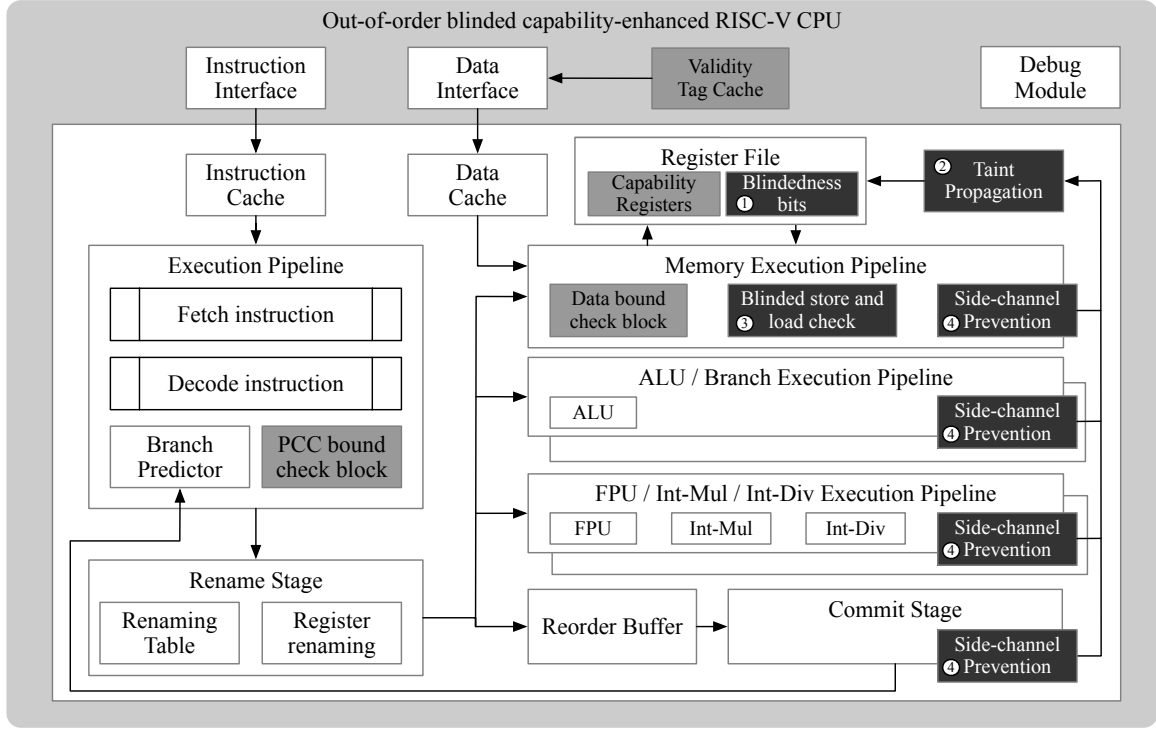 Out-of-order blinded capability-enhanced RISC-V CPU
Instruction
Interface
Data
Interface
Validity
Tag Cache
Debug
Module
Instruction
Cache
Data
Cache
Register File
Capability
Registers
Blindedness
① bits
② Taint
Propagation
Execution Pipeline
Fetch instruction
Decode instruction
Branch
Predictor
PCC bound
check block
Memory Execution Pipeline
Data bound
check block
Blinded store and
③ load check
Side-channel
④ Prevention
ALU / Branch Execution Pipeline
ALU
Side-channel
④ Prevention
FPU / Int-Mul / Int-Div Execution Pipeline
FPU
Int-Mul
Int-Div
Side-channel
④ Prevention
Rename Stage
Renaming
Table
Register
renaming
Reorder Buffer
Commit Stage
Side-channel
④ Prevention